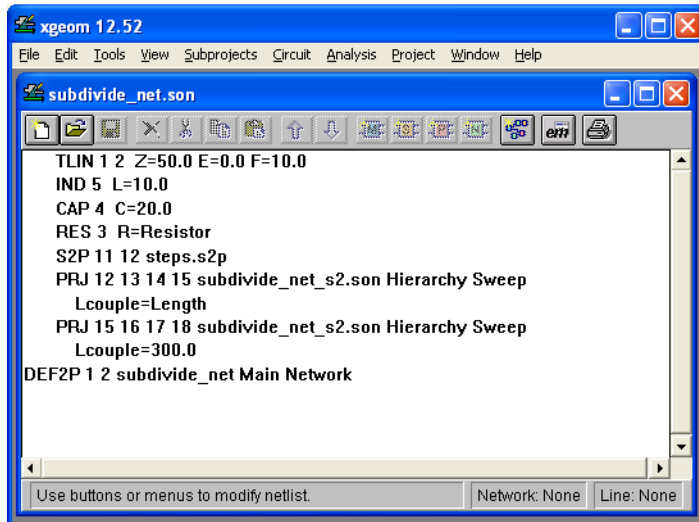 xgeom 12.52
File Edit Tools View Subprojects Circuit Analysis Project Window Help
subdivide_net.son
em
TLIN 1 2 Z=50.0 E=0.0 F=10.0
IND 5 L=10.0
CAP 4 C=20.0
RES 3 R=Resistor
S2P 11 12 steps.s2p
PRJ 12 13 14 15 subdivide_net_s2.son Hierarchy Sweep
Lcouple=Length
PRJ 15 16 17 18 subdivide_net_s2.son Hierarchy Sweep
Lcouple=300.0
DEF2P 1 2 subdivide_net Main Network
Use buttons or menus to modify netlist. Network: None Line: None